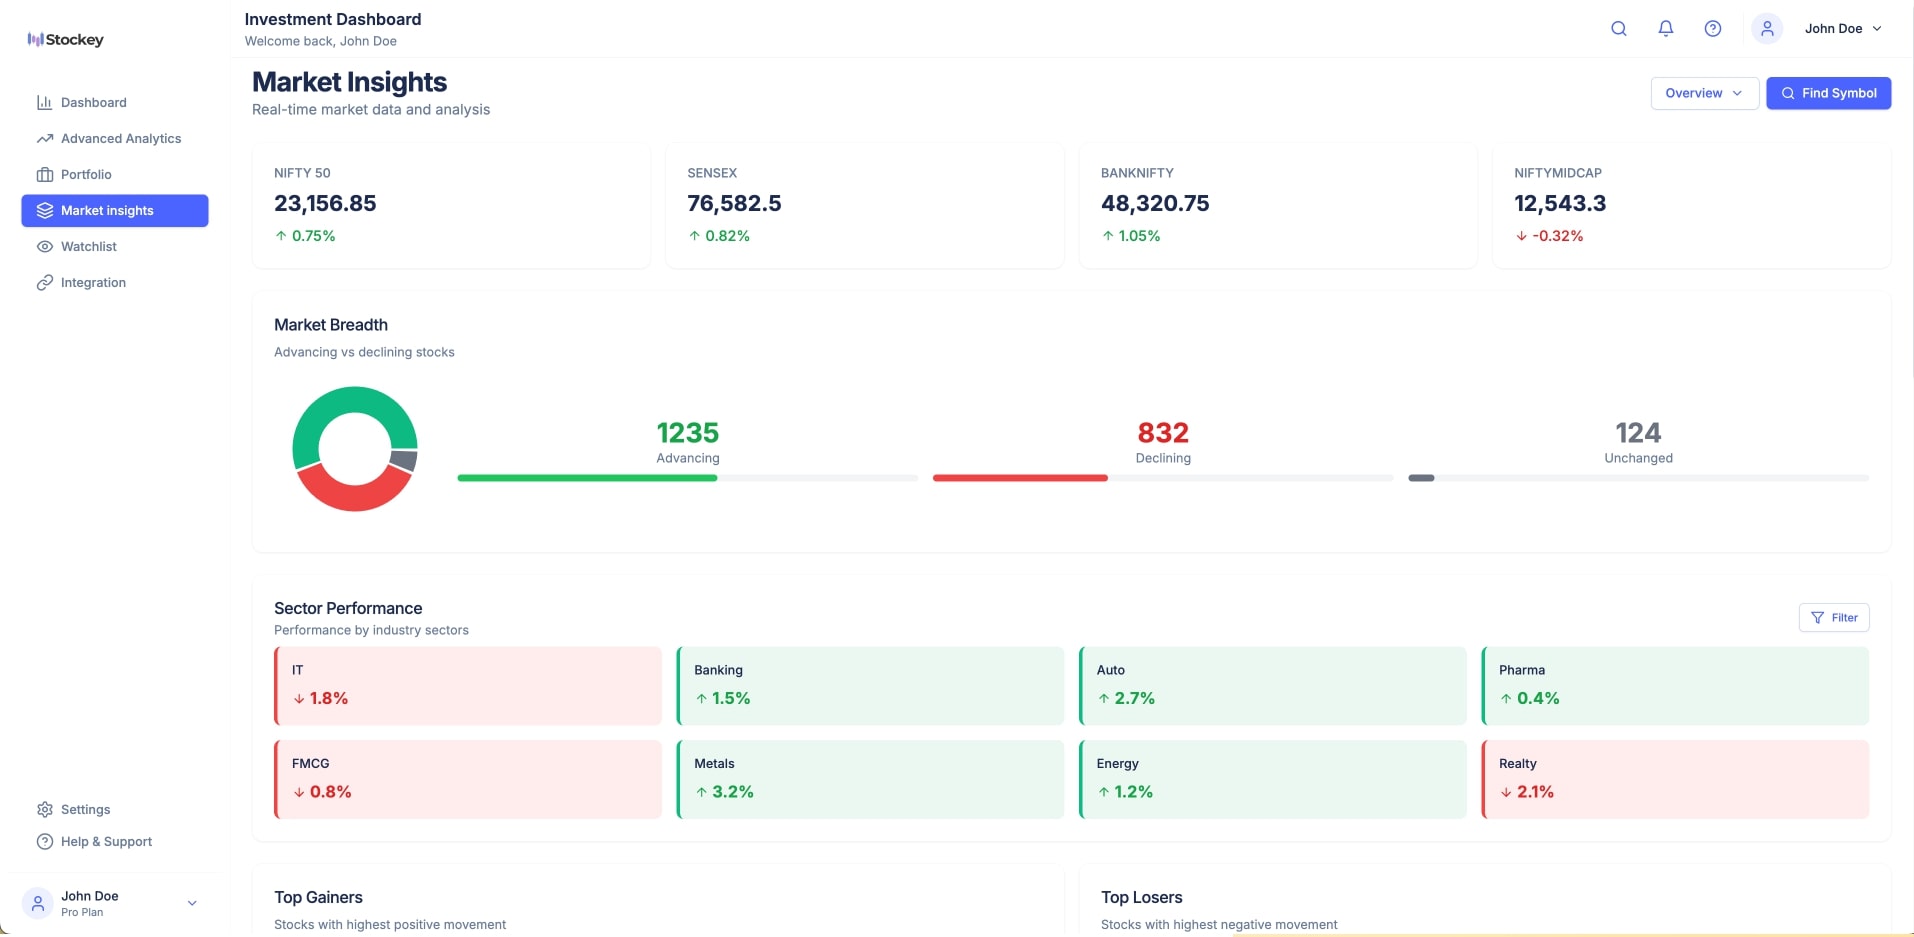 Stockey
Dashboard
Advanced Analytics
Portfolio
Market insights
Watchlist
Integration
Settings
Help & Support
John Doe
Pro Plan
Investment Dashboard
Welcome back, John Doe
John Doe
Market Insights
Real-time market data and analysis
Overview
Find Symbol
NIFTY 50
23,156.85
0.75%
SENSEX
76,582.5
0.82%
BANKNIFTY
48,320.75
1.05%
NIFTYMIDCAP
12,543.3
-0.32%
Market Breadth
Advancing vs declining stocks
1235
Advancing
832
Declining
124
Unchanged
Sector Performance
Performance by industry sectors
Filter
IT
1.8%
Banking
1.5%
Auto
2.7%
Pharma
0.4%
FMCG
0.8%
Metals
3.2%
Energy
1.2%
Realty
2.1%
Top Gainers
Stocks with highest positive movement
Top Losers
Stocks with highest negative movement